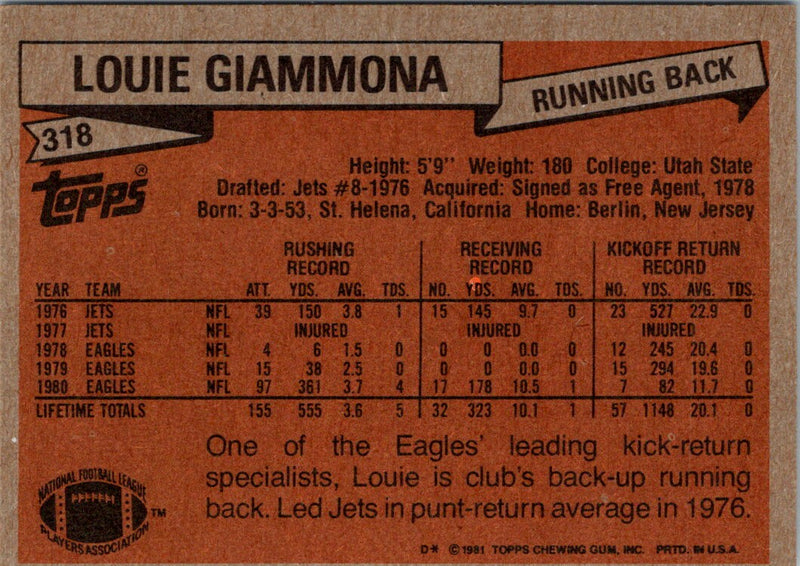 LOUIE GIAMMONA
RUNNING BACK
318
Topps®
Height: 5'9" Weight: 180 College: Utah State
Drafted: Jets #8-1976 Acquired: Signed as Free Agent, 1978
Born: 3-3-53, St. Helena, California Home: Berlin, New Jersey
RUSHING RECORD RECEIVING RECORD KICKOFF RETURN RECORD
YEAR TEAM ATT. YDS. AVG. TDS. NO. YDS. AVG. TDS. NO. YDS. AVG. TDS.
1976 JETS NFL 39 150 3.8 1 15 145 9.7 0 23 527 22.9 0
1977 JETS NFL INJURED INJURED INJURED
1978 EAGLES NFL 4 6 1.5 0 0 0 0.0 0 12 245 20.4 0
1979 EAGLES NFL 15 38 2.5 0 0 0 0.0 0 15 294 19.6 0
1980 EAGLES NFL 97 361 3.7 4 17 178 10.5 1 7 82 11.7 0
LIFETIME TOTALS 155 555 3.6 5 32 323 10.1 1 57 1148 20.1 0
One of the Eagles' leading kick-return
specialists, Louie is club's back-up running
back. Led Jets in punt-return average in 1976.
NATIONAL FOOTBALL LEAGUE
PLAYERS ASSOCIATION
TM
D* © 1981 TOPPS CHEWING GUM, INC. PRTD. IN U.S.A.